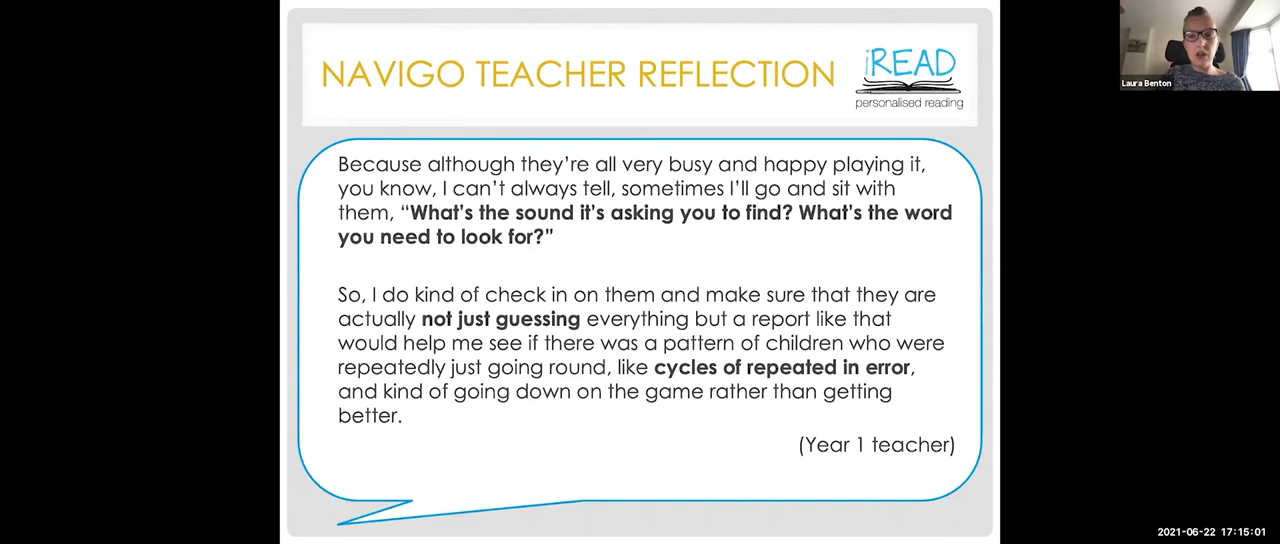 NAVIGO TEACHER REFLECTION
iREAD
personalised reading
Laura Benton
Because although they're all very busy and happy playing it,
you know, I can't always tell, sometimes I'll go and sit with
them, "What's the sound it's asking you to find? What's the word
you need to look for?"
So, I do kind of check in on them and make sure that they are
actually not just guessing everything but a report like that
would help me see if there was a pattern of children who were
repeatedly just going round, like cycles of repeated in error,
and kind of going down on the game rather than getting
better.
(Year 1 teacher)
2021-06-22 17:15:01